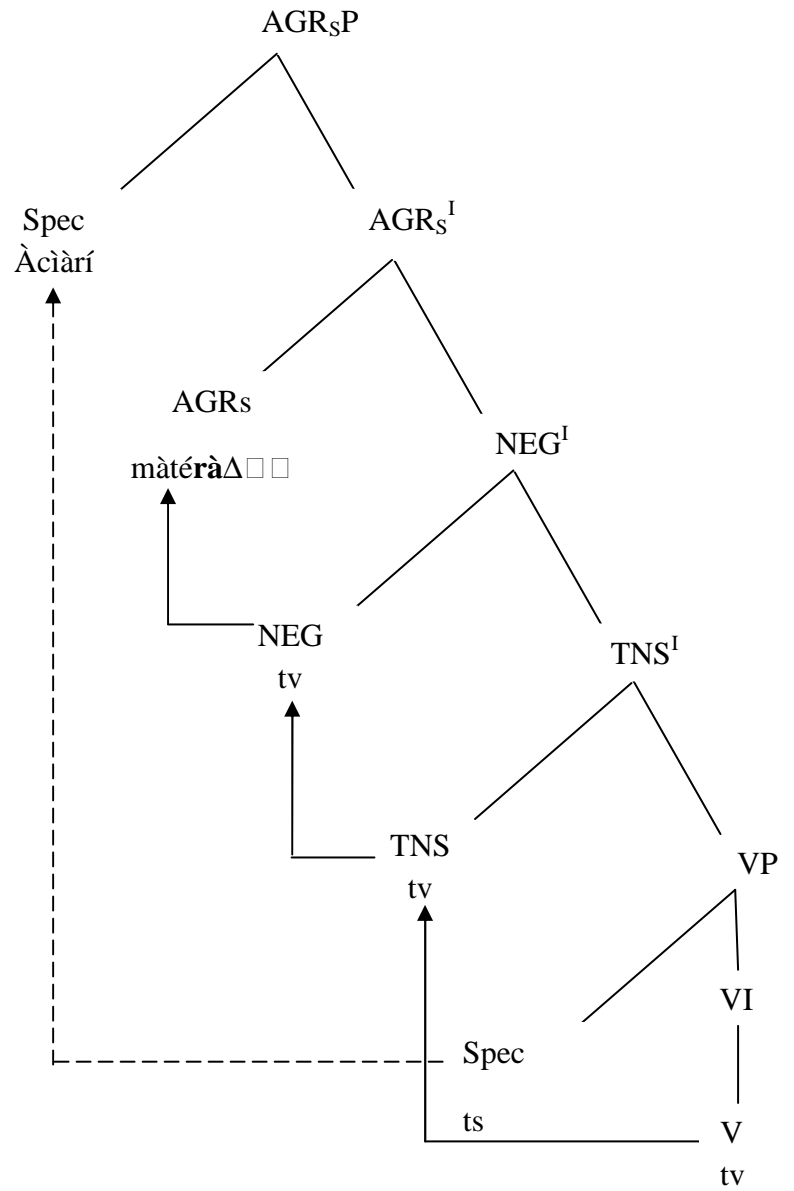 AGRSP
Spec
AGRS^I
Àcìàrí
AGRs
NEG^I
màtérà∆□□
NEG
TNS^I
tv
TNS
VP
tv
VI
Spec
ts
V
tv